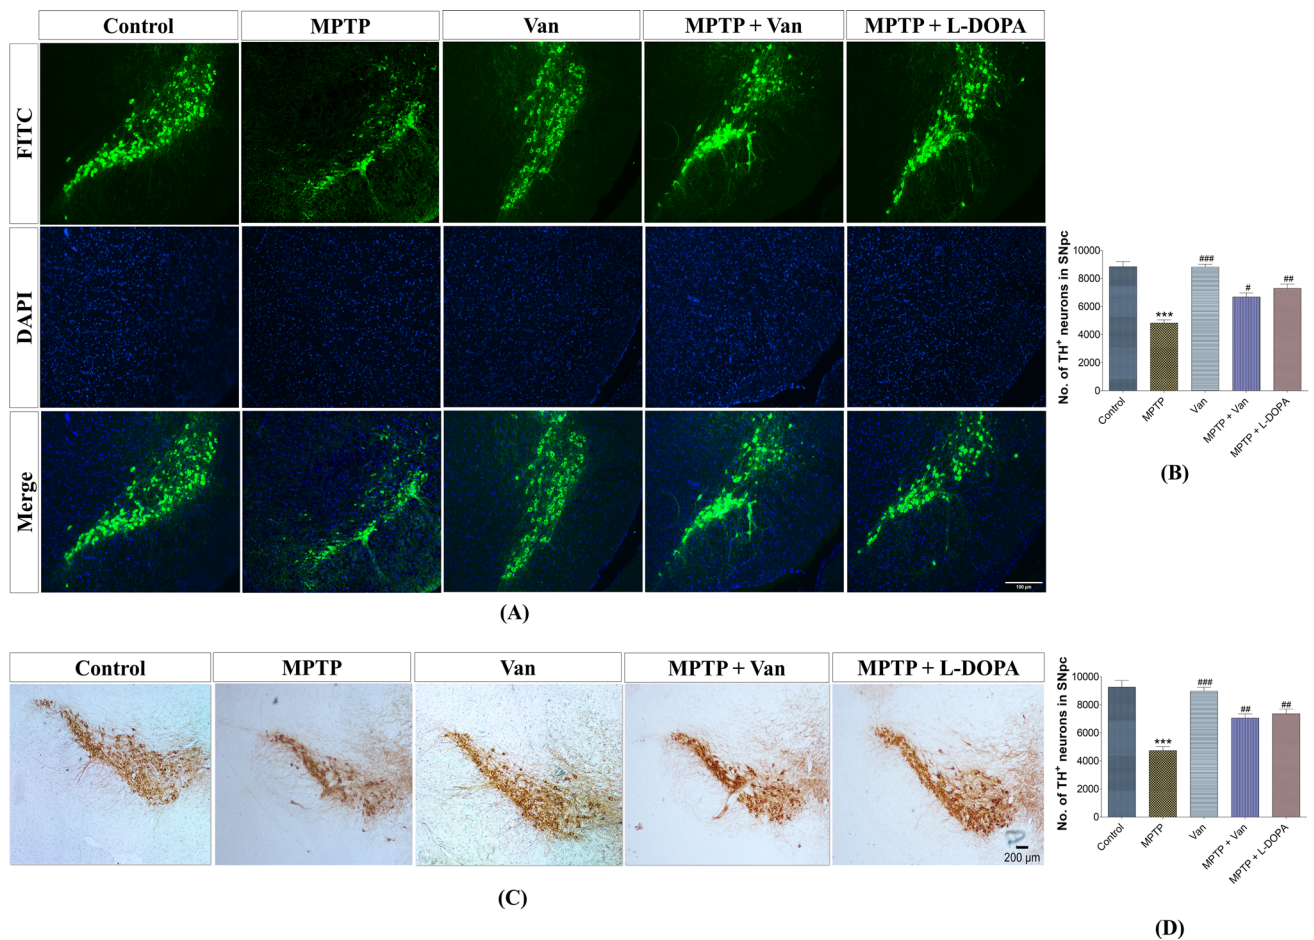 Control MPTP Van MPTP + Van MPTP + L-DOPA
FITC
DAPI
Merge
100 µm
(A)
No. of TH⁺ neurons in SNpc
10000
8000
6000
4000
2000
0
***
###
#
##
Control
MPTP
Van
MPTP + Van
MPTP + L-DOPA
(B)
Control MPTP Van MPTP + Van MPTP + L-DOPA
200 µm
(C)
No. of TH⁺ neurons in SNpc
10000
8000
6000
4000
2000
0
***
###
##
##
Control
MPTP
Van
MPTP + Van
MPTP + L-DOPA
(D)